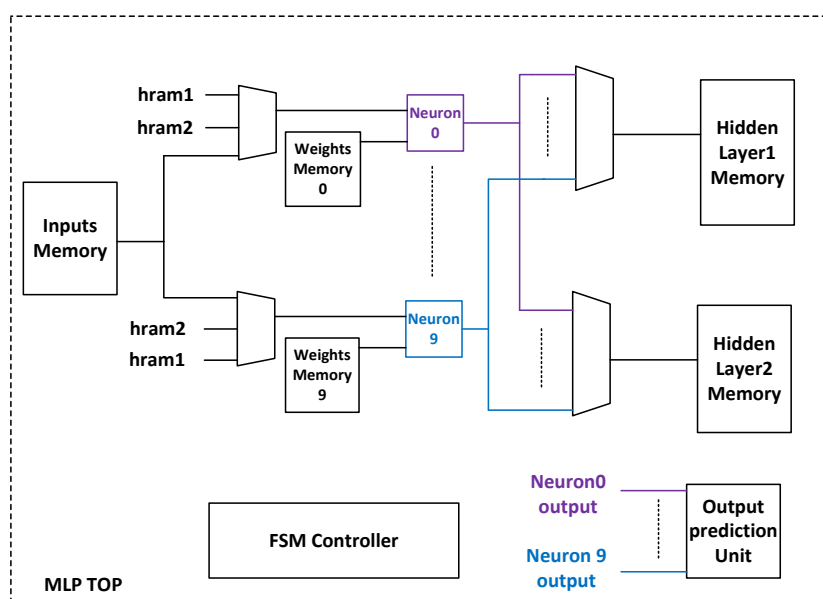 hram1
hram2
Neuron
0
Weights
Memory
0
Hidden
Layer1
Memory
Inputs
Memory
hram2
hram1
Neuron
9
Weights
Memory
9
Hidden
Layer2
Memory
FSM Controller
Neuron0
output
Neuron 9
output
Output
prediction
Unit
MLP TOP